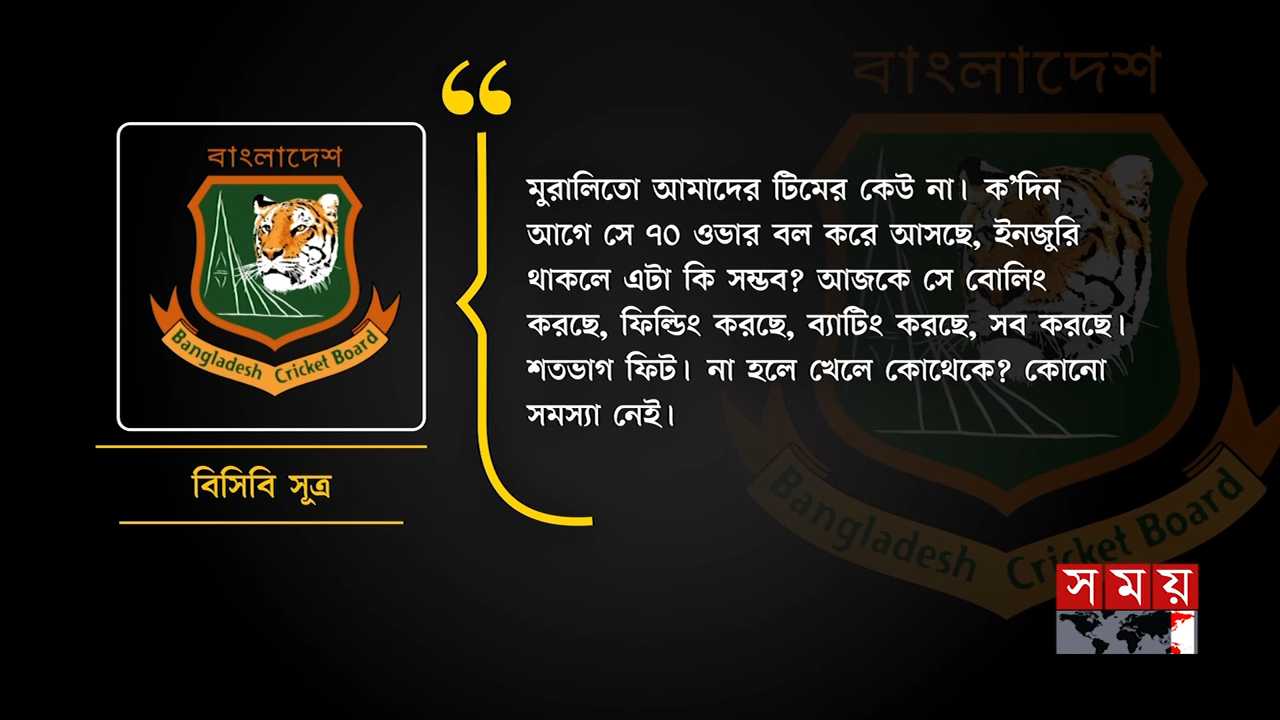 বাংলাদেশ
বাংলাদেশ
মুরালিতো আমাদের টিমের কেউ না। ক’দিন
আগে সে ৭০ ওভার বল করে আসছে, ইনজুরি
থাকলে এটা কি সম্ভব? আজকে সে বোলিং
করছে, ফিল্ডিং করছে, ব্যাটিং করছে, সব করছে।
শতভাগ ফিট। না হলে খেলে কোথেকে? কোনো
সমস্যা নেই।
Bangladesh Cricket Board
বিসিবি সূত্র
Bangladesh Cricket Board
সময়